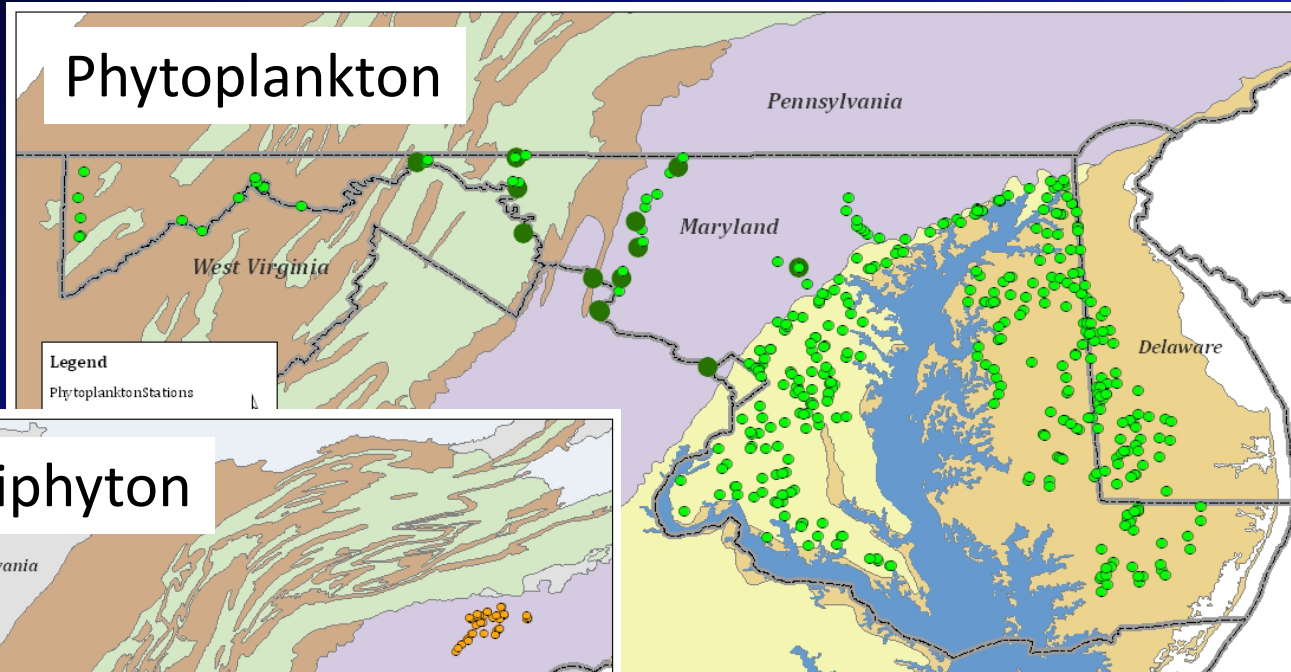 Phytoplankton
Pennsylvania
Maryland
West Virginia
Delaware
Legend
PhytoplanktonStations
iphyton
vania